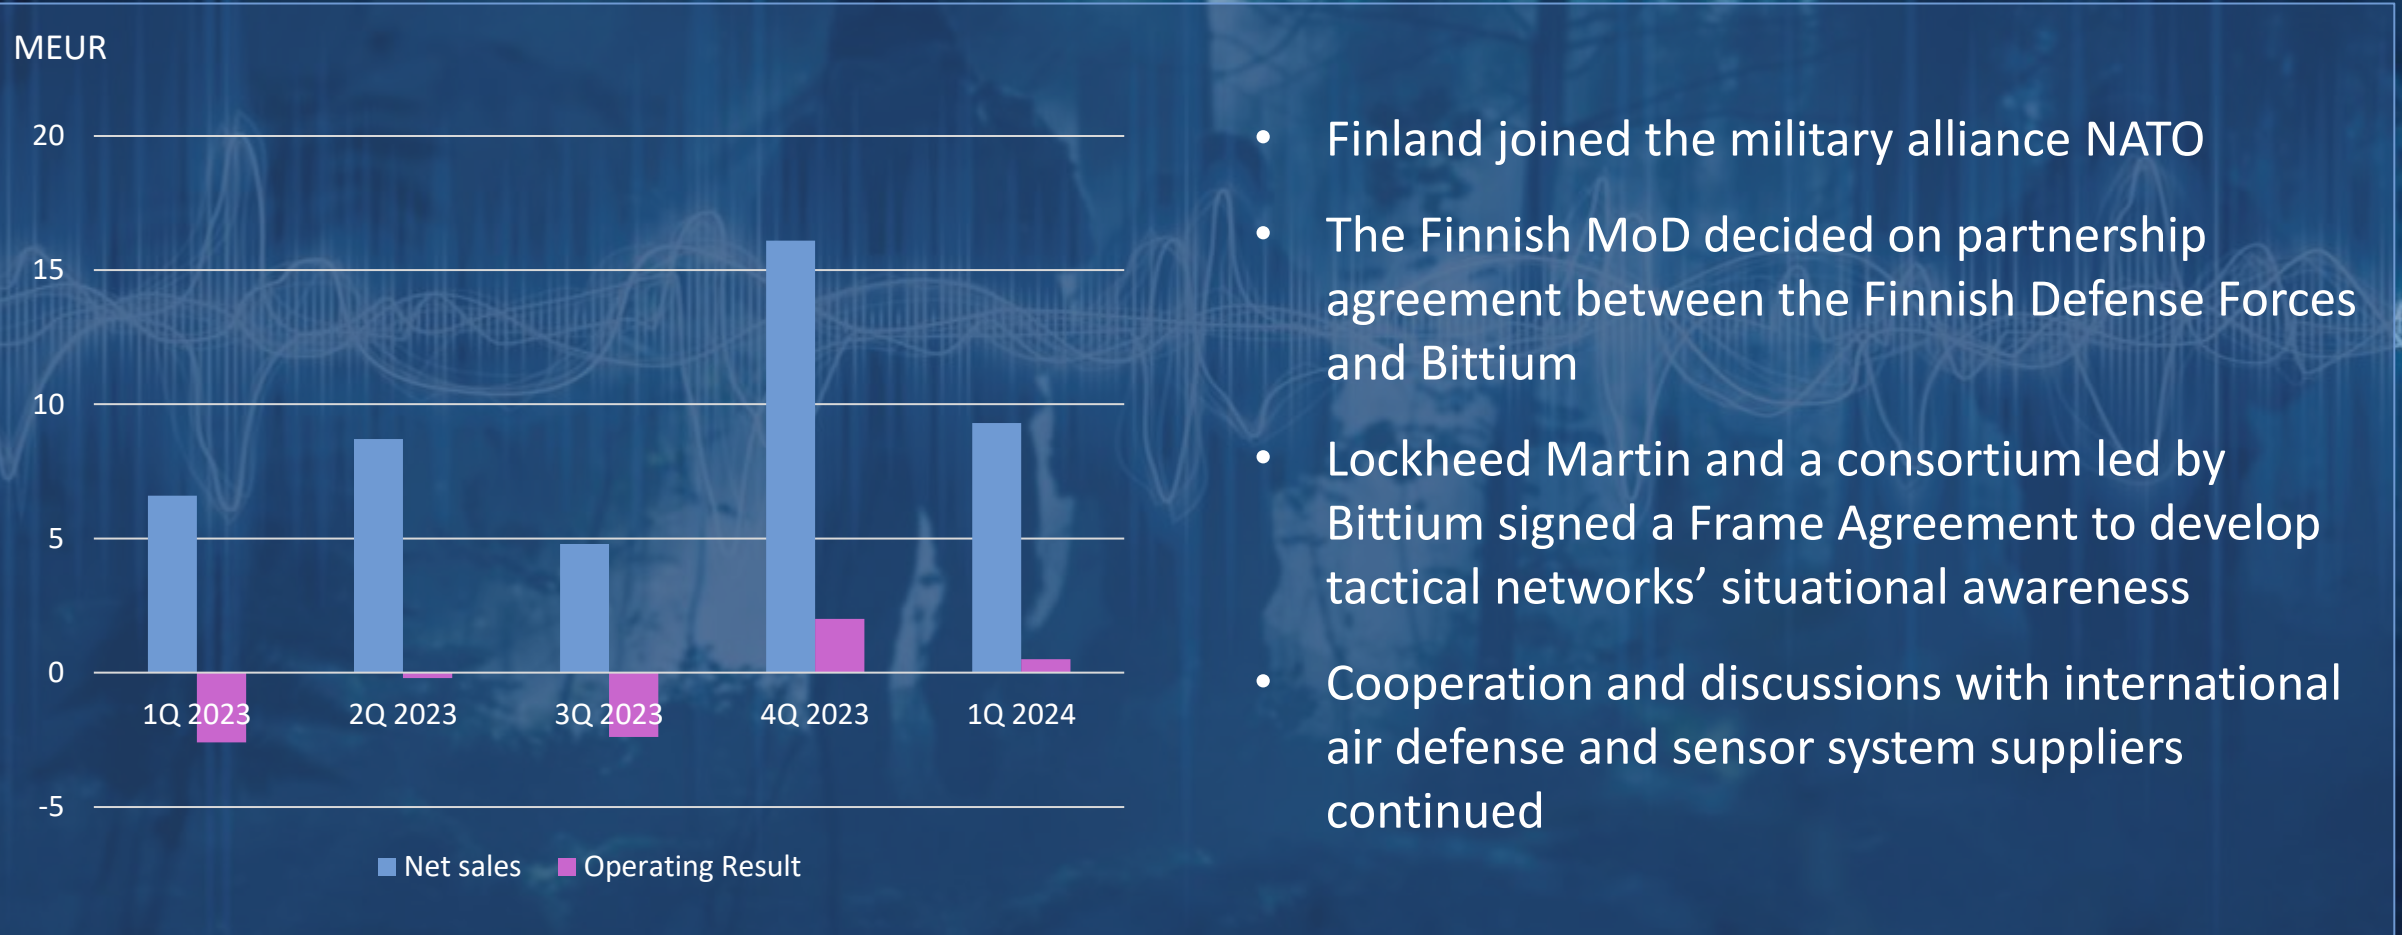 MEUR
20
15
10
5
0
-5
1Q 2023
2Q 2023
3Q 2023
4Q 2023
1Q 2024
Net sales
Operating Result
• Finland joined the military alliance NATO
• The Finnish MoD decided on partnership
agreement between the Finnish Defense Forces
and Bittium
• Lockheed Martin and a consortium led by
Bittium signed a Frame Agreement to develop
tactical networks’ situational awareness
• Cooperation and discussions with international
air defense and sensor system suppliers
continued